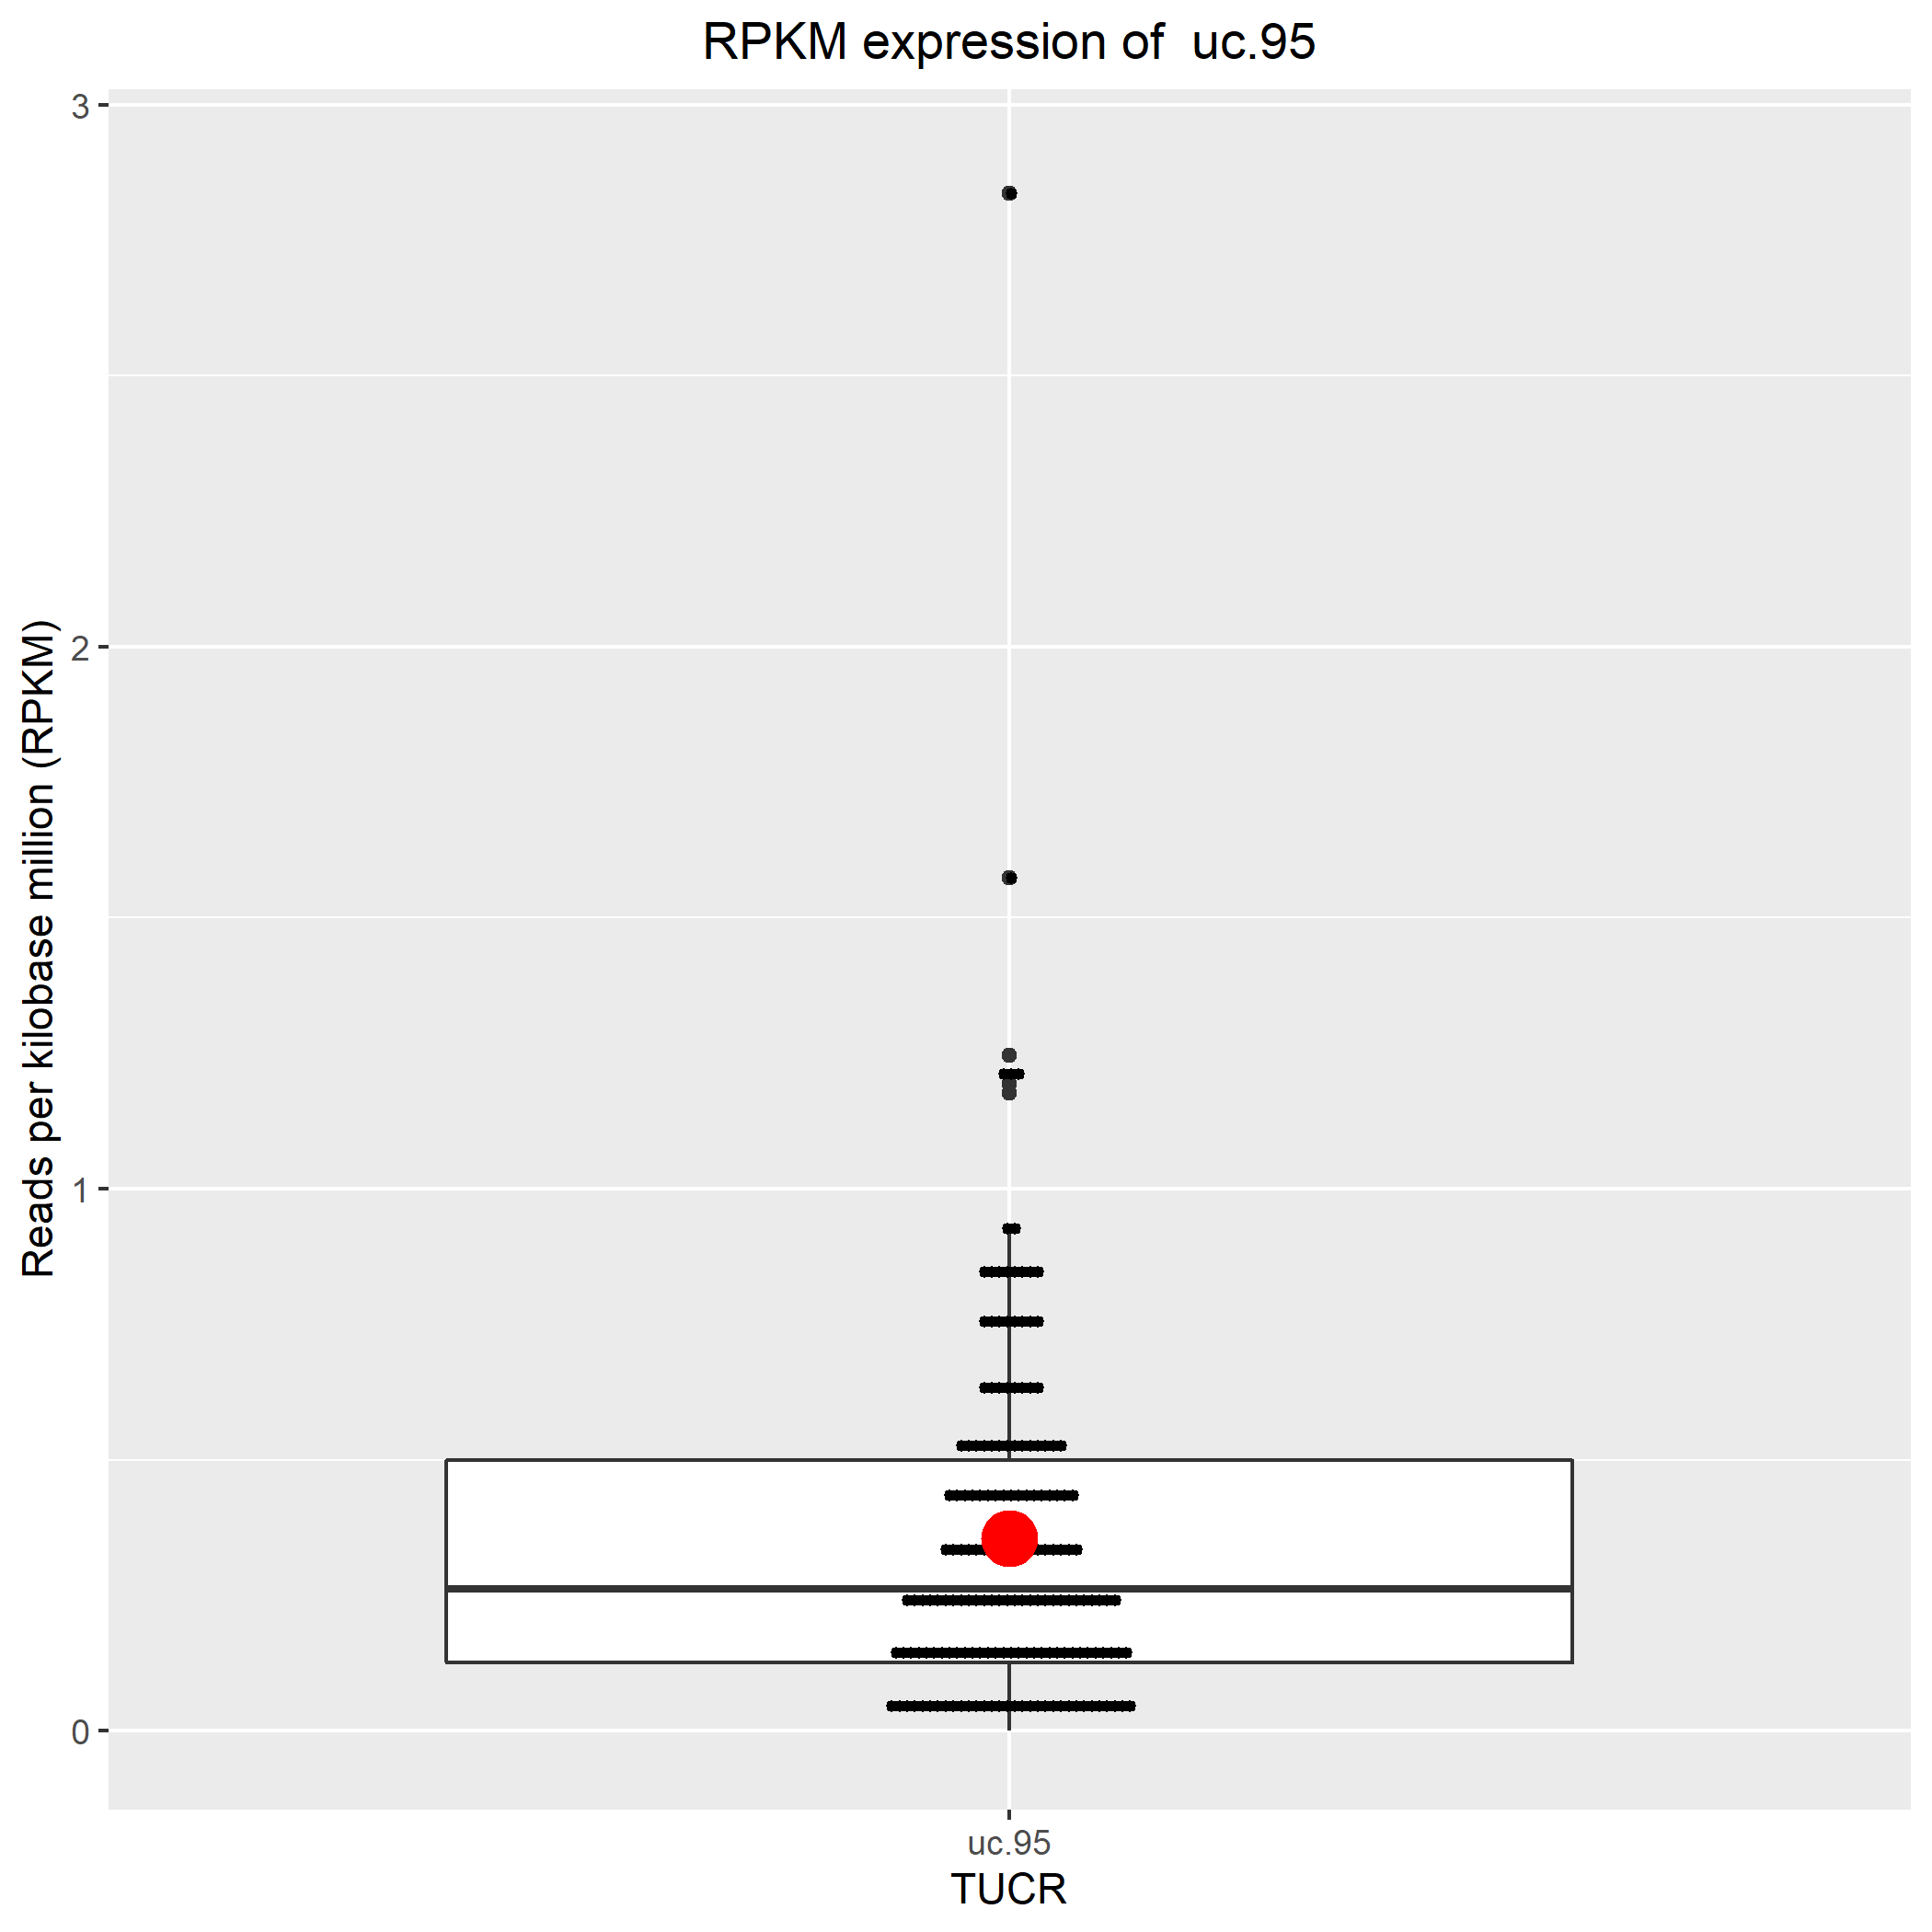 RPKM expression of  uc.95
Reads per kilobase million (RPKM)
3
2
1
0
uc.95
TUCR